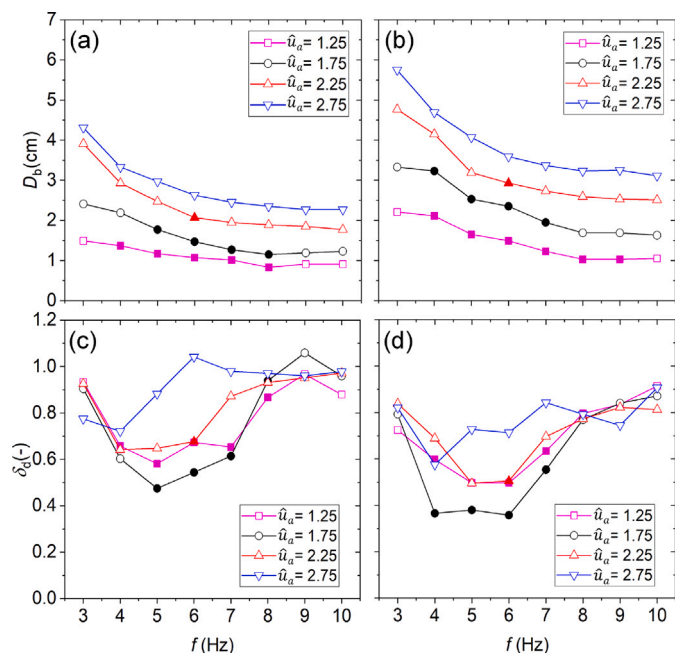 (a)
û_a = 1.25
û_a = 1.75
û_a = 2.25
û_a = 2.75
7
6
5
4
3
2
1
0
D_b(cm)
(b)
û_a = 1.25
û_a = 1.75
û_a = 2.25
û_a = 2.75
(c)
û_a = 1.25
û_a = 1.75
û_a = 2.25
û_a = 2.75
1.2
1.0
0.8
0.6
0.4
0.2
0.0
δ_d(-)
3 4 5 6 7 8 9 10
f (Hz)
(d)
û_a = 1.25
û_a = 1.75
û_a = 2.25
û_a = 2.75
3 4 5 6 7 8 9 10
f (Hz)